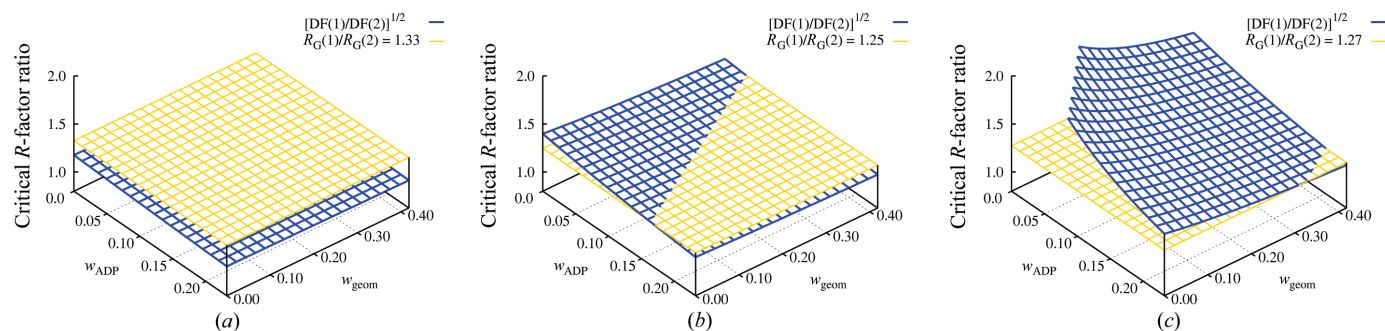 [DF(1)/DF(2)]^1/2
R_G(1)/R_G(2) = 1.33
Critical R-factor ratio
2.0
1.5
1.0
0.0
0.05
0.10
0.15
0.20
w_ADP
0.00
0.10
0.20
0.30
0.40
w_geom
(a)
[DF(1)/DF(2)]^1/2
R_G(1)/R_G(2) = 1.25
Critical R-factor ratio
2.0
1.5
1.0
0.0
0.05
0.10
0.15
0.20
w_ADP
0.00
0.10
0.20
0.30
0.40
w_geom
(b)
[DF(1)/DF(2)]^1/2
R_G(1)/R_G(2) = 1.27
Critical R-factor ratio
2.0
1.5
1.0
0.0
0.05
0.10
0.15
0.20
w_ADP
0.00
0.10
0.20
0.30
0.40
w_geom
(c)